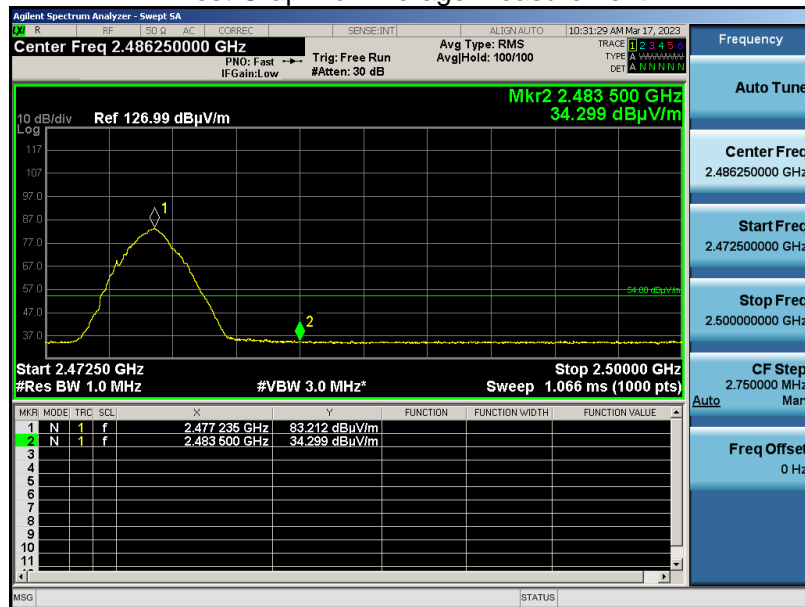 Agilent Spectrum Analyzer - Swept SA
LXI R RF 50 Ω AC CORREC SENSE:INT ALIGN AUTO 10:31:29 AM Mar 17, 2023
Center Freq 2.486250000 GHz
PNO: Fast
IFGain:Low
Trig: Free Run
#Atten: 30 dB
Avg Type: RMS
Avg|Hold: 100/100
TRACE 1 2 3 4 5 6
TYPE A WWWWW
DET A N N N N N
Mkr2 2.483 500 GHz
34.299 dBµV/m
10 dB/div Ref 126.99 dBµV/m
Log
117
107
97.0
87.0
77.0
67.0
57.0
47.0
37.0
1
2
54.00 dBµV/m
Start 2.47250 GHz Stop 2.50000 GHz
#Res BW 1.0 MHz #VBW 3.0 MHz* Sweep 1.066 ms (1000 pts)
MKR MODE TRC SCL X Y FUNCTION FUNCTION WIDTH FUNCTION VALUE
1 N 1 f 2.477 235 GHz 83.212 dBµV/m
2 N 1 f 2.483 500 GHz 34.299 dBµV/m
3
4
5
6
7
8
9
10
11
MSG STATUS
Frequency
Auto Tune
Center Freq
2.486250000 GHz
Start Freq
2.472500000 GHz
Stop Freq
2.500000000 GHz
CF Step
2.750000 MHz
Auto Man
Freq Offset
0 Hz